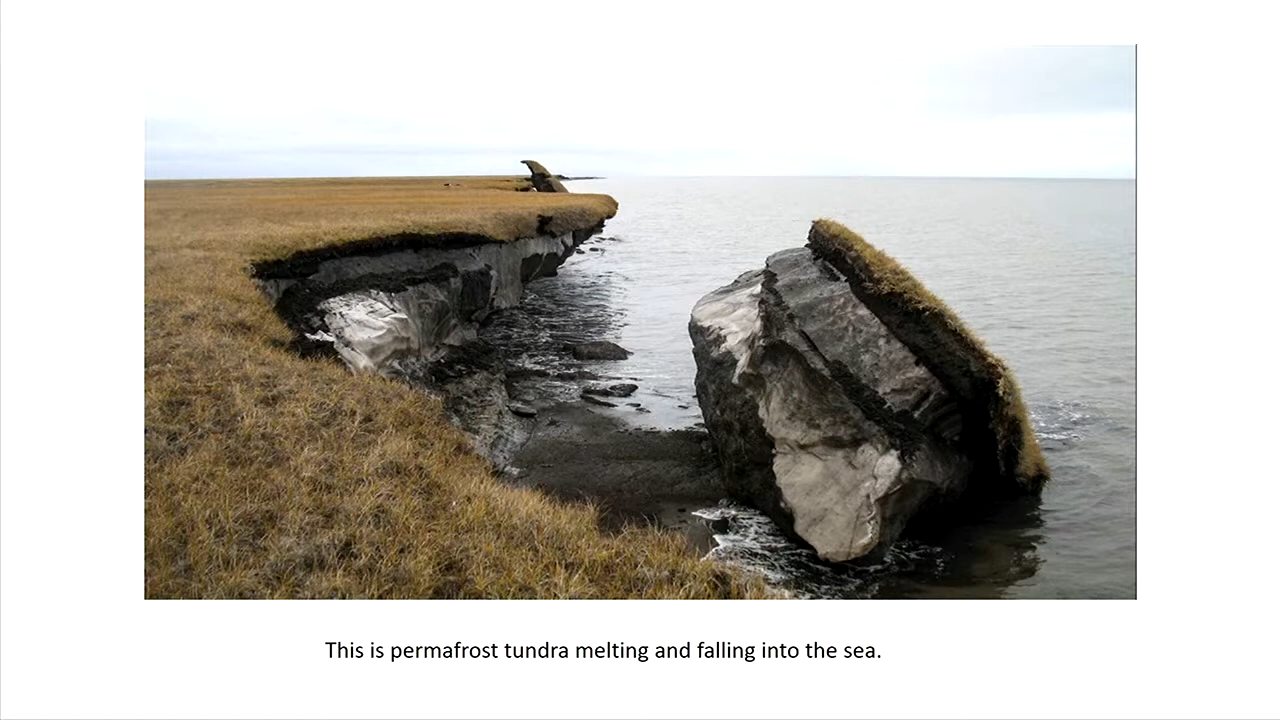 This is permafrost tundra melting and falling into the sea.